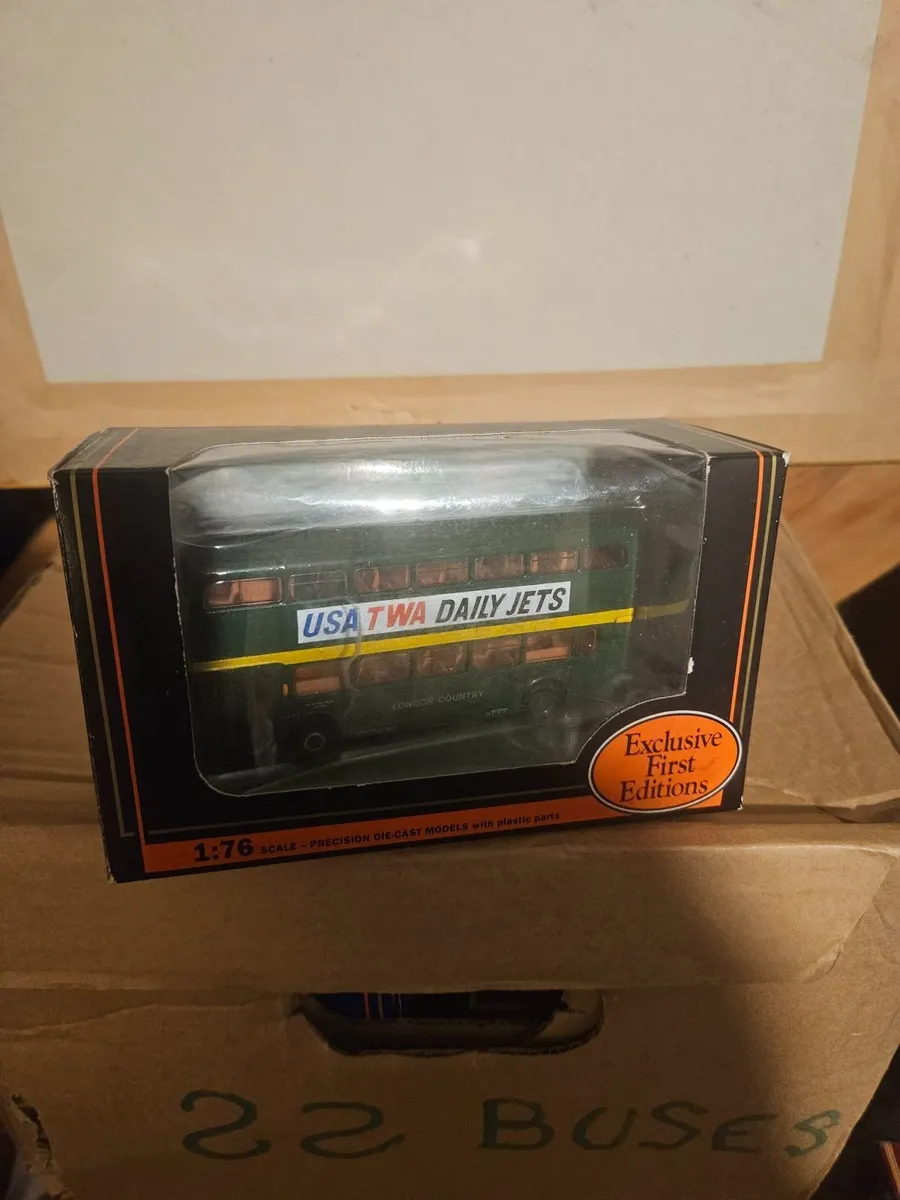 USA TWA DAILY JETS
LONDON COUNTRY
Exclusive
First
Editions
1:76 SCALE – PRECISION DIE-CAST MODELS with plastic parts
22 BUSES